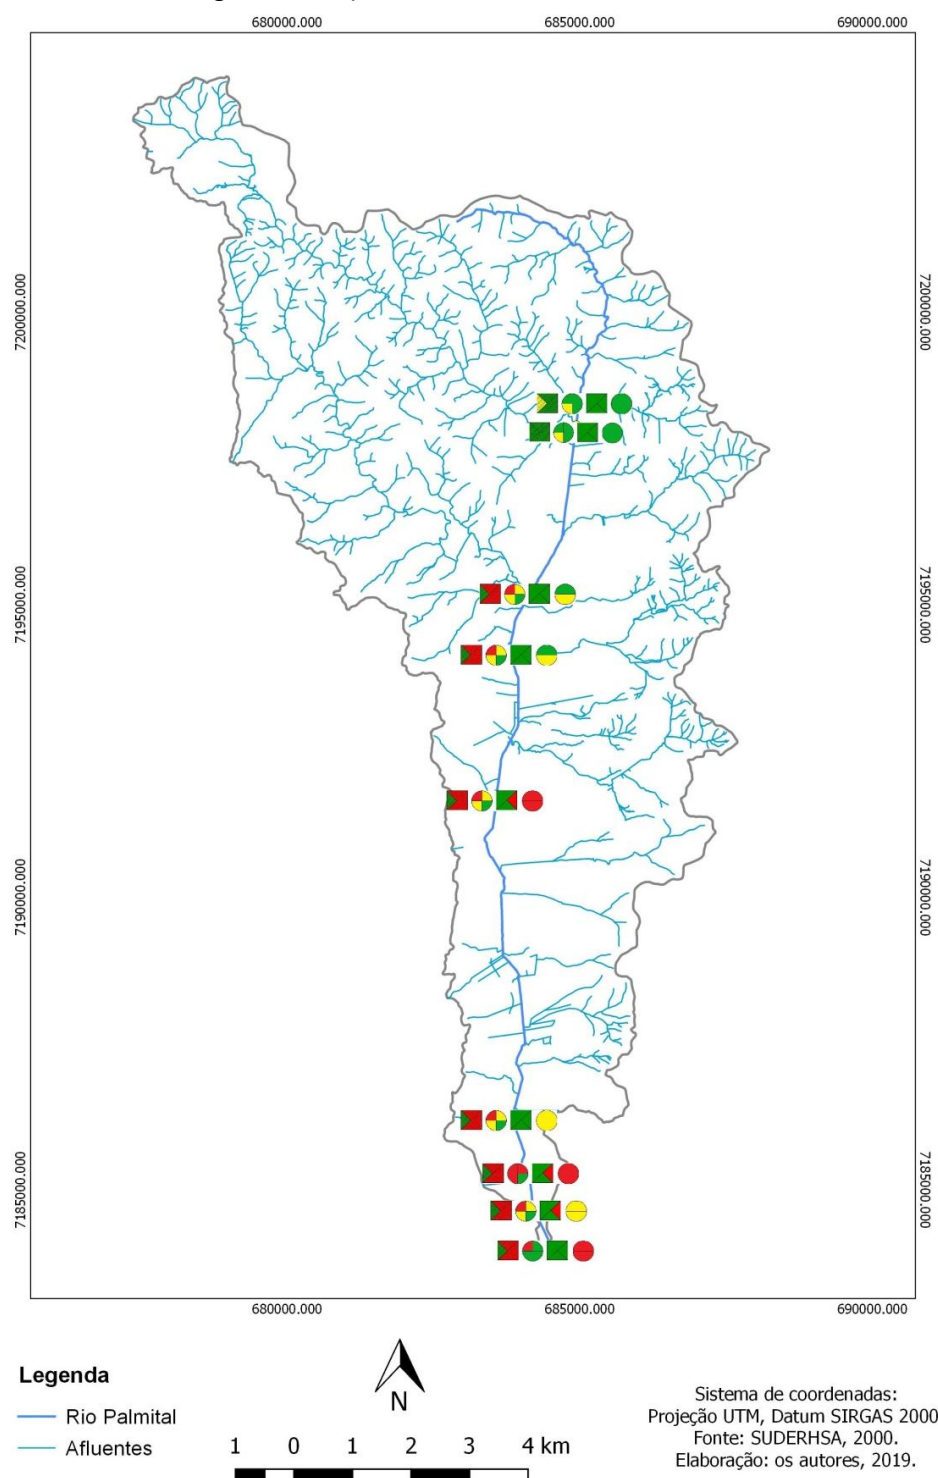 680000.000 685000.000 690000.000
7200000.000 7200000.000
7195000.000 7195000.000
7190000.000 7190000.000
7185000.000 7185000.000
680000.000 685000.000 690000.000
Legenda
Rio Palmital
Afluentes
N
1 0 1 2 3 4 km
Sistema de coordenadas:
Projeção UTM, Datum SIRGAS 2000
Fonte: SUDERHSA, 2000.
Elaboração: os autores, 2019.